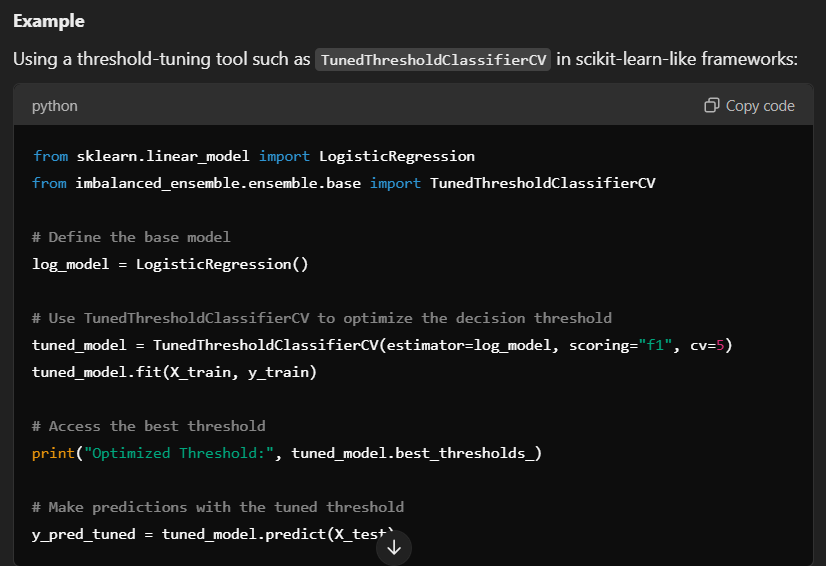 Example
Using a threshold-tuning tool such as TunedThresholdClassifierCV in scikit-learn-like frameworks:
python Copy code
from sklearn.linear_model import LogisticRegression
from imbalanced_ensemble.ensemble.base import TunedThresholdClassifierCV
# Define the base model
log_model = LogisticRegression()
# Use TunedThresholdClassifierCV to optimize the decision threshold
tuned_model = TunedThresholdClassifierCV(estimator=log_model, scoring="f1", cv=5)
tuned_model.fit(X_train, y_train)
# Access the best threshold
print("Optimized Threshold:", tuned_model.best_thresholds_)
# Make predictions with the tuned threshold
y_pred_tuned = tuned_model.predict(X_test)